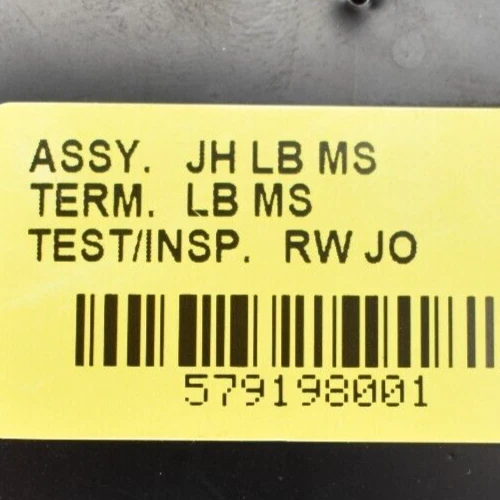 ASSY. JH LB MS
TERM. LB MS
TEST/INSP. RW JO
579198001